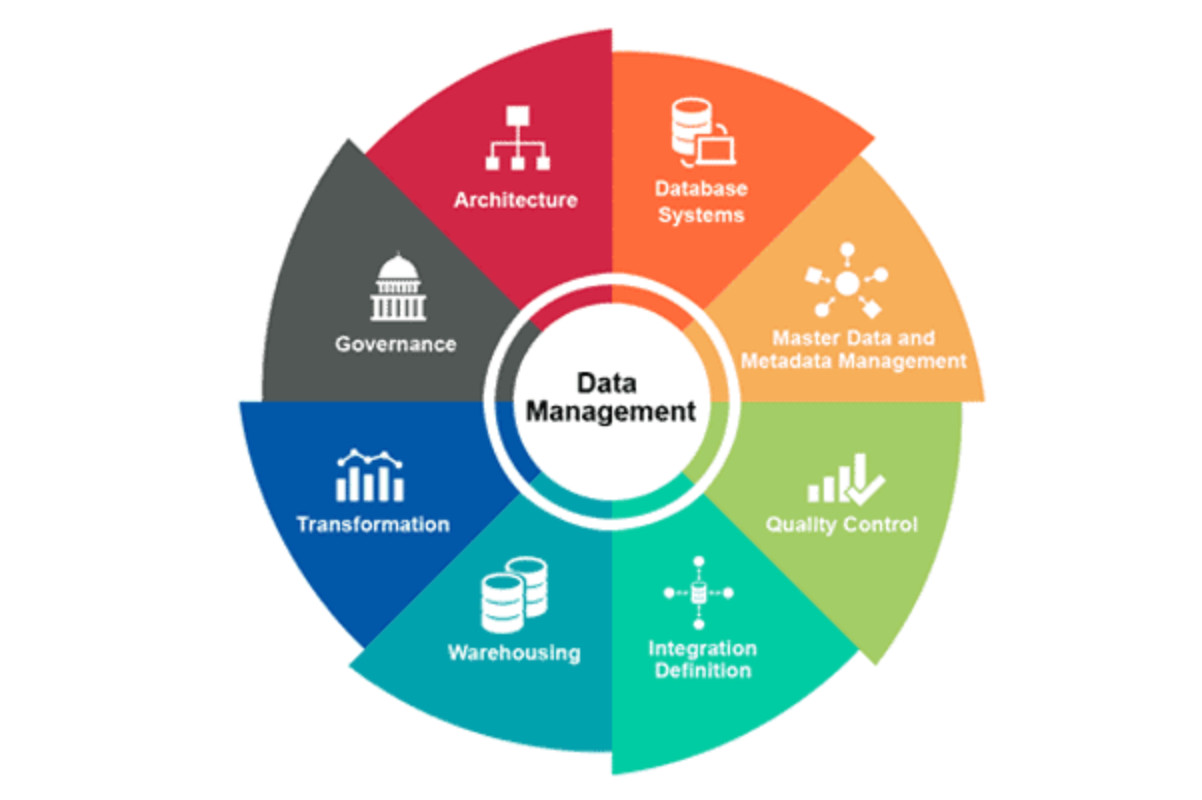 Architecture
Database
Systems
Master Data and
Metadata Management
Quality Control
Integration
Definition
Warehousing
Transformation
Governance
Data
Management